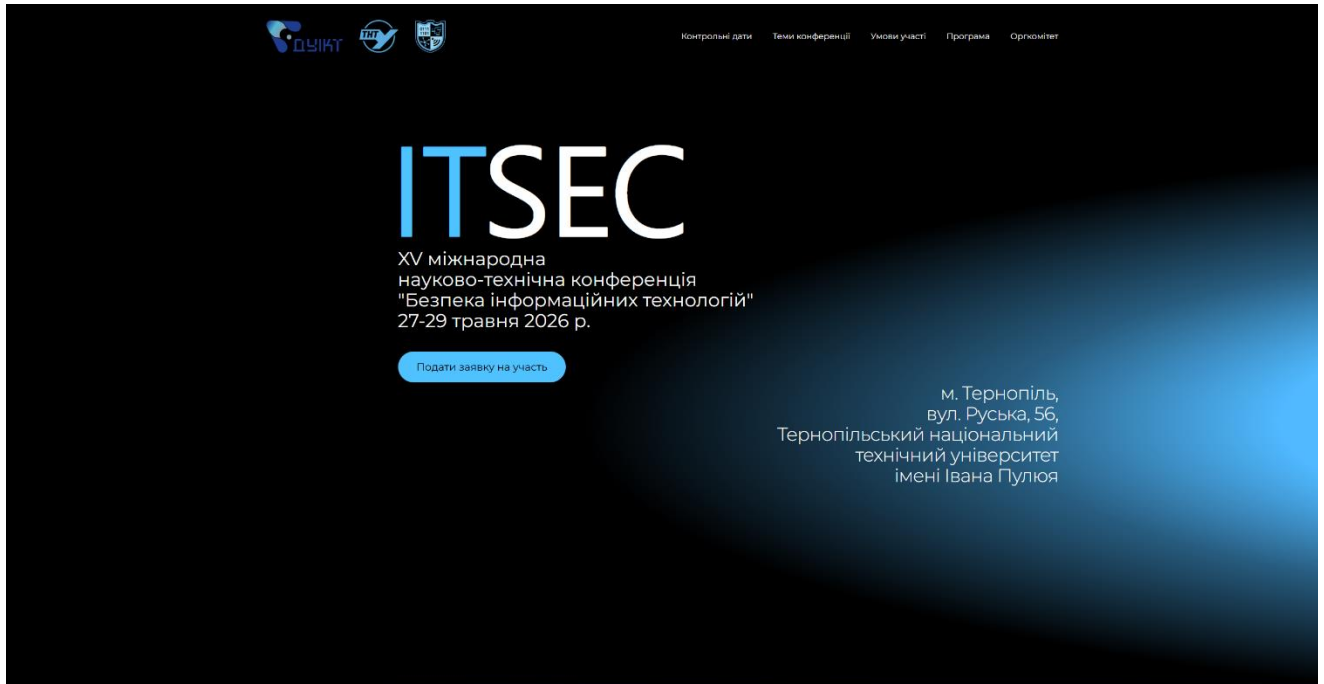 ДУІКТ
ТНТУ
Контрольні дати Теми конференції Умови участі Програма Оргкомітет
ITSEC
XV міжнародна
науково-технічна конференція
"Безпека інформаційних технологій"
27-29 травня 2026 р.
Подати заявку на участь
м. Тернопіль,
вул. Руська, 56,
Тернопільський національний
технічний університет
імені Івана Пулюя